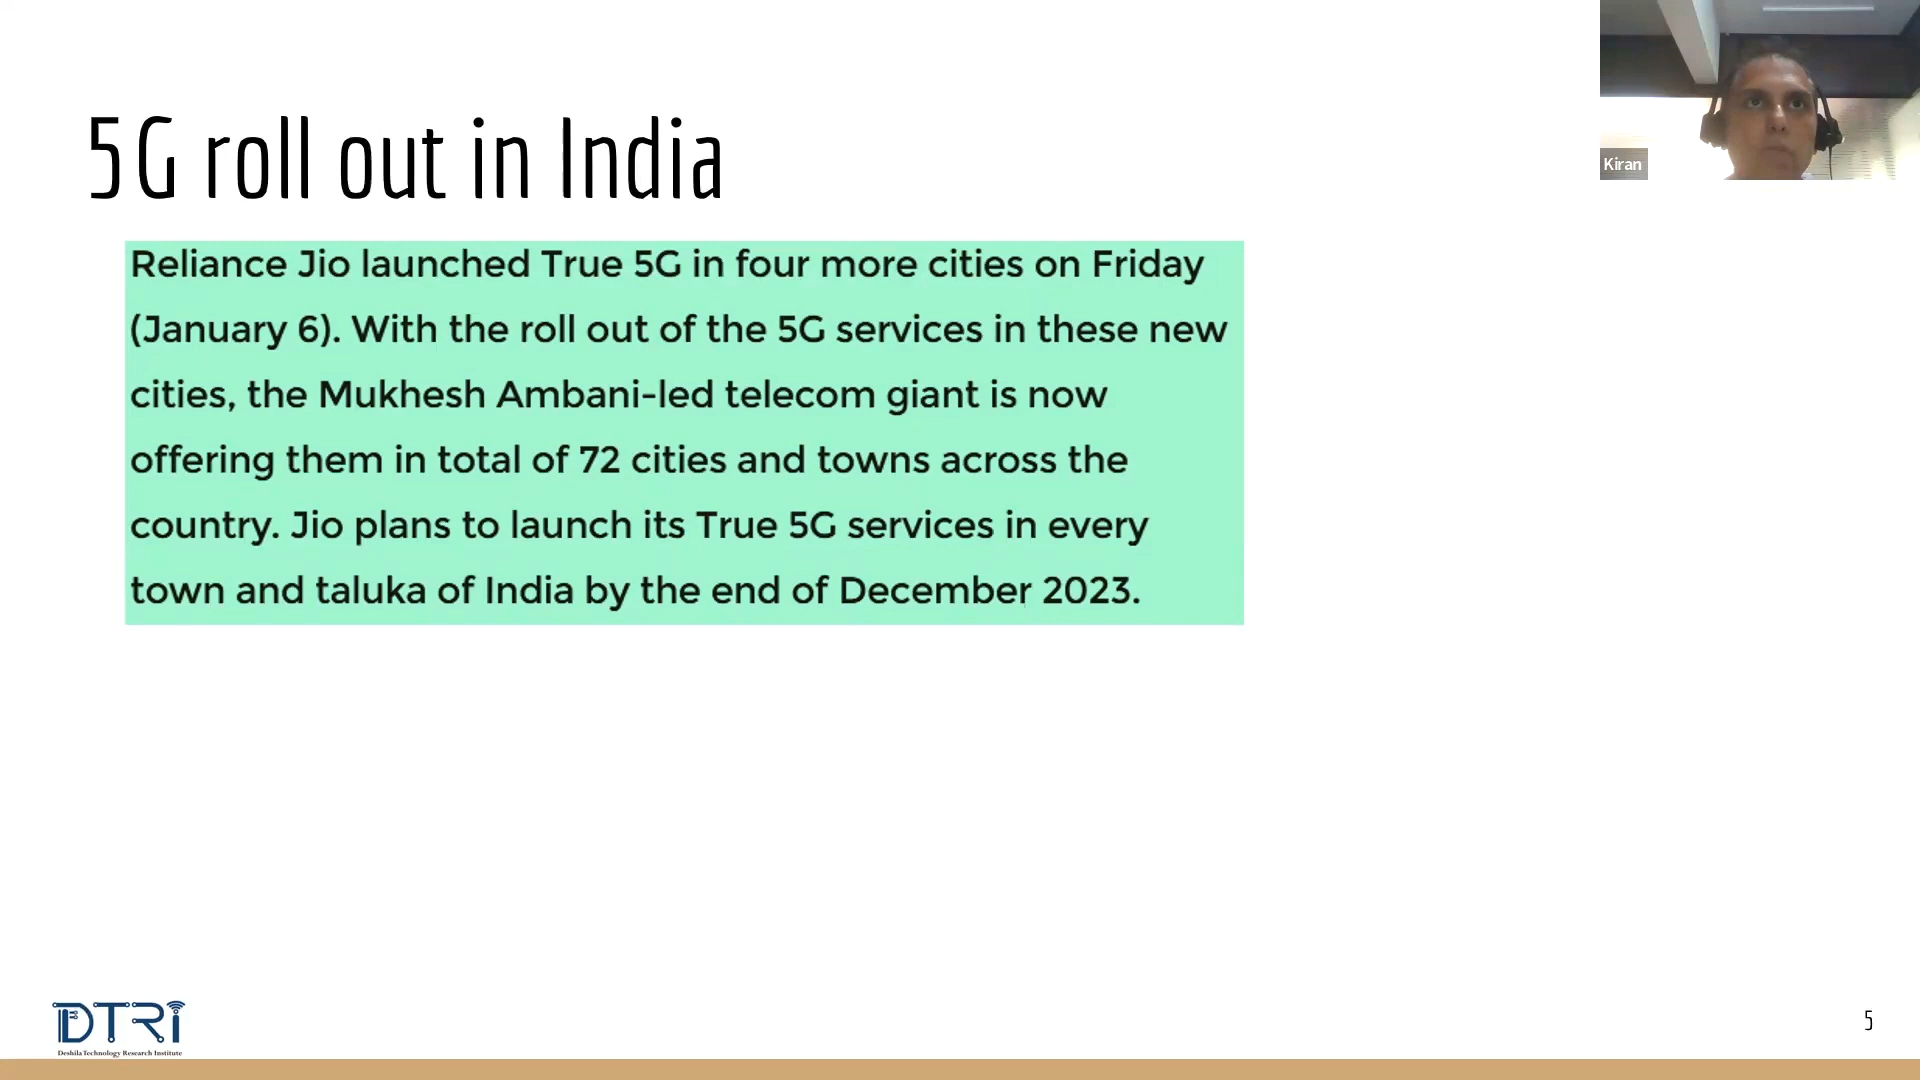 5G roll out in India
Kiran
Reliance Jio launched True 5G in four more cities on Friday
(January 6). With the roll out of the 5G services in these new
cities, the Mukhesh Ambani-led telecom giant is now
offering them in total of 72 cities and towns across the
country. Jio plans to launch its True 5G services in every
town and taluka of India by the end of December 2023.
DTRi
Deshila Technology Research Institute
5